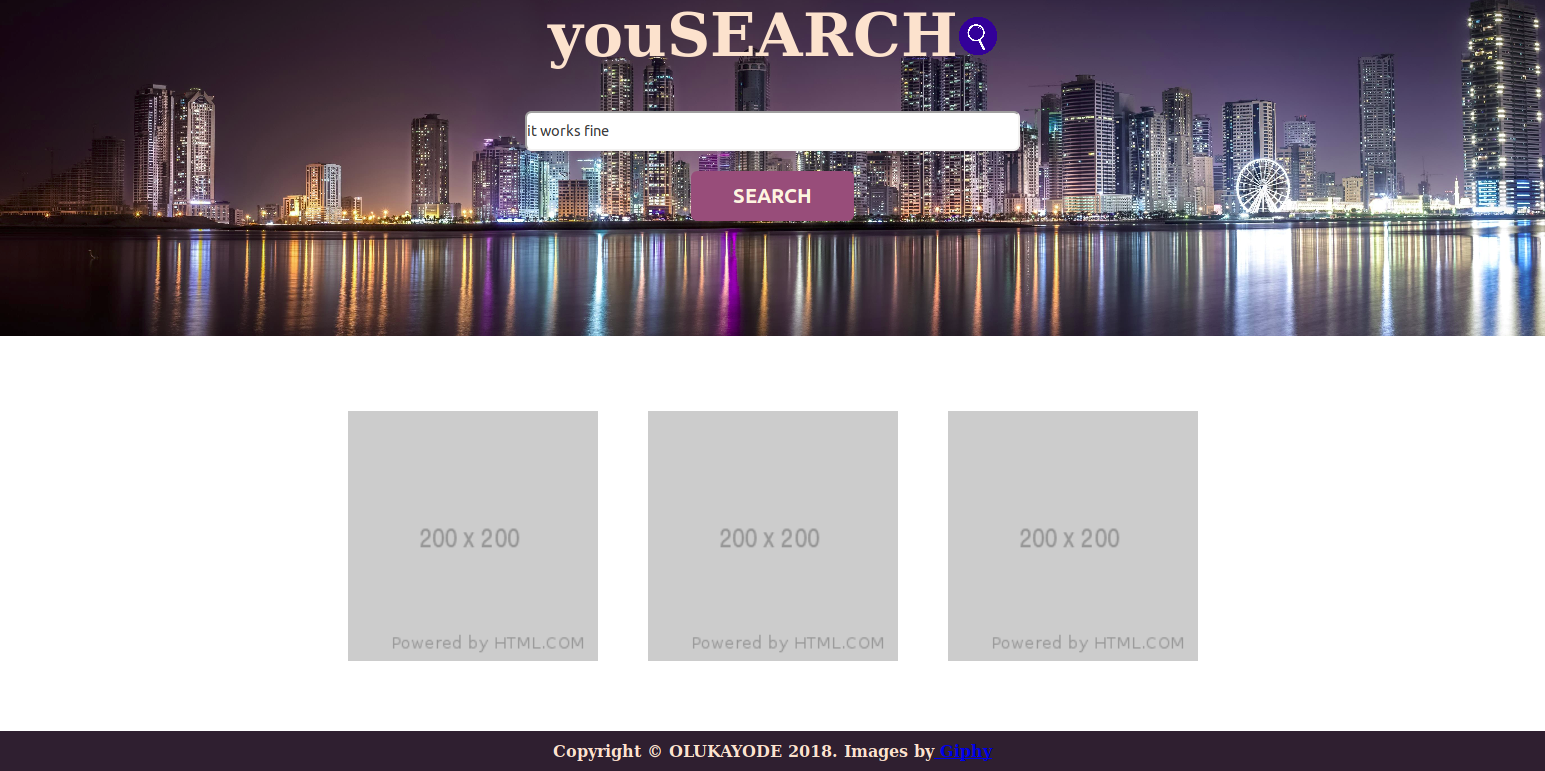 youSEARCH
it works fine
SEARCH
200 x 200
200 x 200
200 x 200
Powered by HTML.COM
Powered by HTML.COM
Powered by HTML.COM
Copyright © OLUKAYODE 2018. Images by Giphy